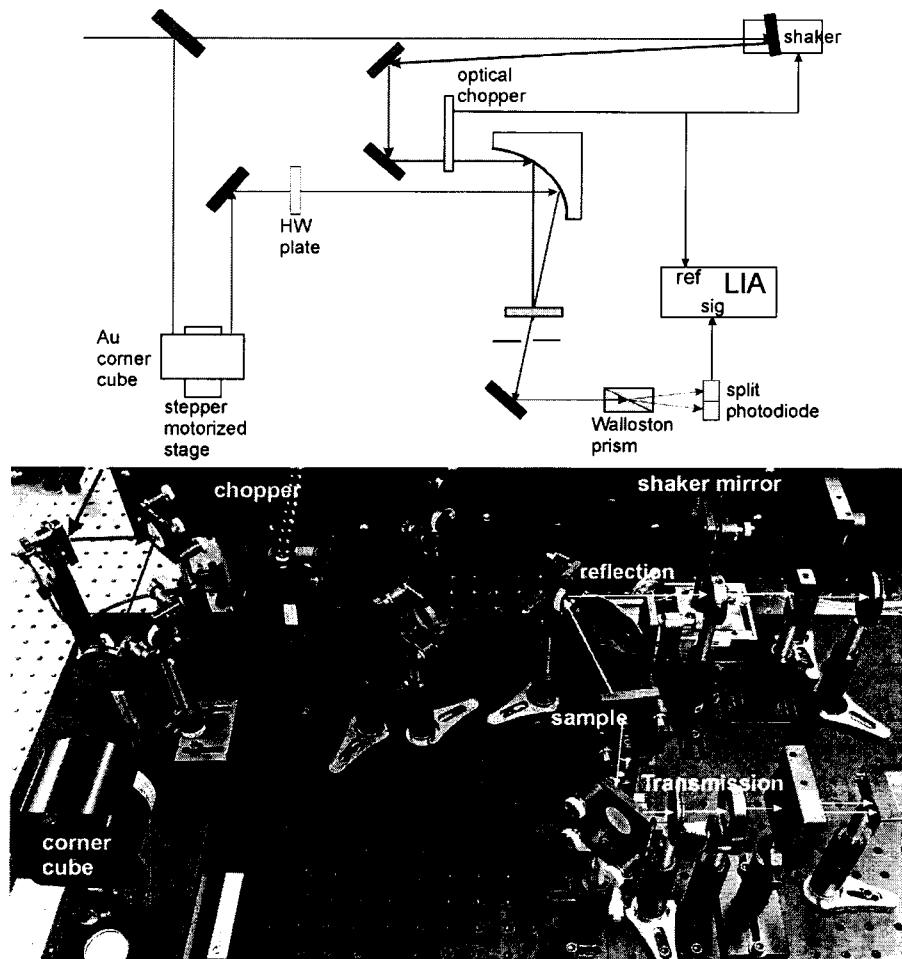 shaker
optical
chopper
HW
plate
ref LIA
sig
Au
corner
cube
stepper
motorized
stage
Walloston
prism
split
photodiode
chopper
shaker mirror
reflection
sample
Transmission
corner
cube